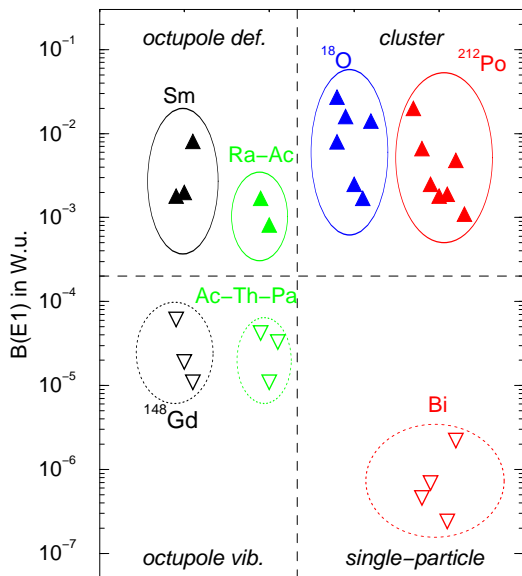 octupole def.
cluster
10⁻¹
¹⁸O
²¹²Po
Sm
10⁻²
Ra−Ac
10⁻³
B(E1) in W.u.
Ac−Th−Pa
10⁻⁴
10⁻⁵
¹⁴⁸Gd
Bi
10⁻⁶
10⁻⁷
octupole vib.
single−particle